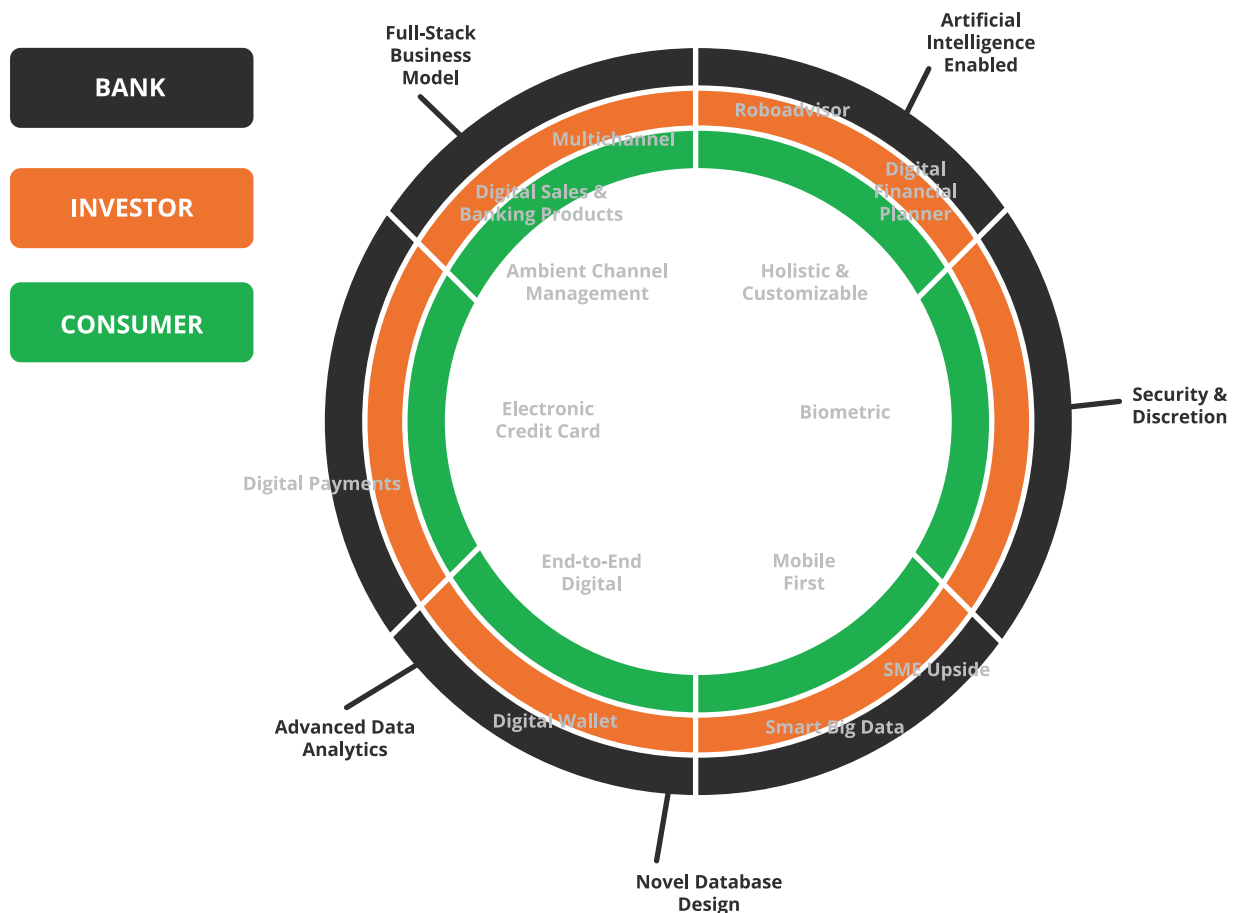 BANK
INVESTOR
CONSUMER
Full-Stack
Business
Model
Artificial
Intelligence
Enabled
Multichannel
Roboadvisor
Digital Sales &
Banking Products
Digital
Financial
Planner
Ambient Channel
Management
Holistic &
Customizable
Electronic
Credit Card
Biometric
Security &
Discretion
Digital Payments
End-to-End
Digital
Mobile
First
SME Upside
Digital Wallet
Smart Big Data
Advanced Data
Analytics
Novel Database
Design